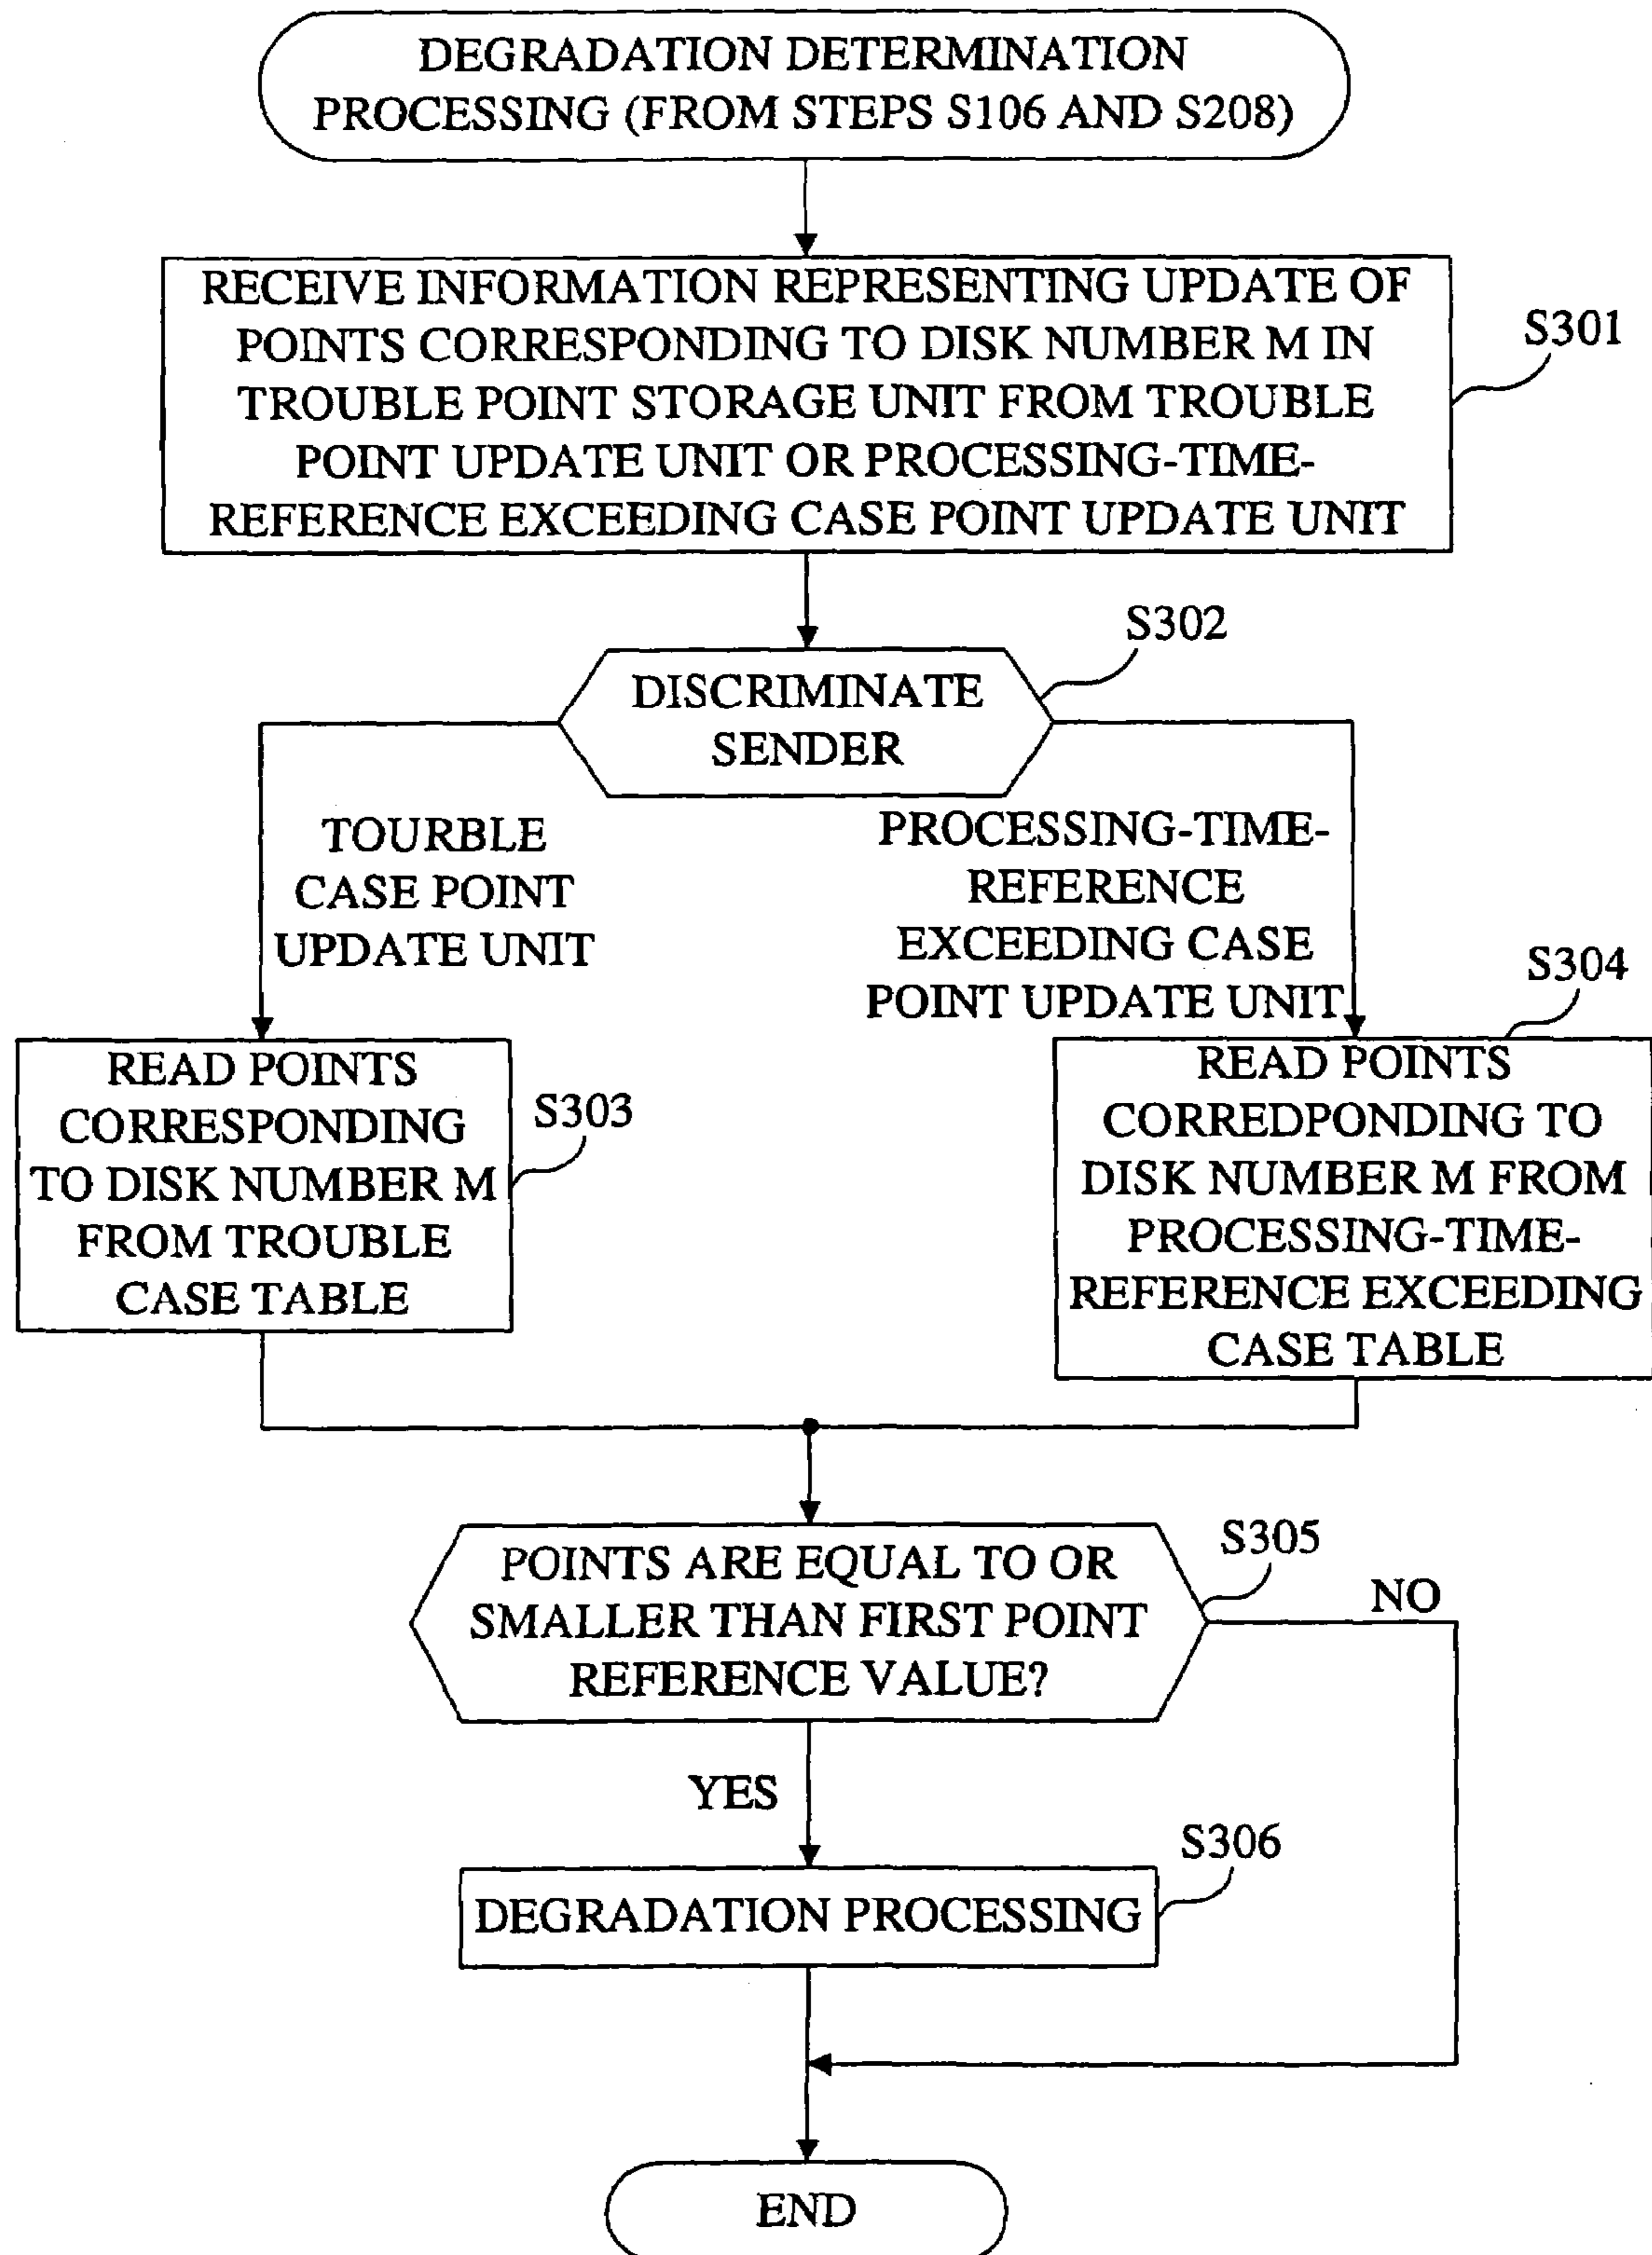 DEGRADATION DETERMINATION
PROCESSING (FROM STEPS S106 AND S208)
RECEIVE INFORMATION REPRESENTING UPDATE OF
POINTS CORRESPONDING TO DISK NUMBER M IN
TROUBLE POINT STORAGE UNIT FROM TROUBLE
POINT UPDATE UNIT OR PROCESSING-TIME-
REFERENCE EXCEEDING CASE POINT UPDATE UNIT
S301
S302
DISCRIMINATE
SENDER
TOURBLE
CASE POINT
UPDATE UNIT
PROCESSING-TIME-
REFERENCE
EXCEEDING CASE
POINT UPDATE UNIT
READ POINTS
CORRESPONDING
TO DISK NUMBER M
FROM TROUBLE
CASE TABLE
S303
S304
READ POINTS
CORREDPONDING TO
DISK NUMBER M FROM
PROCESSING-TIME-
REFERENCE EXCEEDING
CASE TABLE
POINTS ARE EQUAL TO OR
SMALLER THAN FIRST POINT
REFERENCE VALUE?
S305
NO
YES
S306
DEGRADATION PROCESSING
END